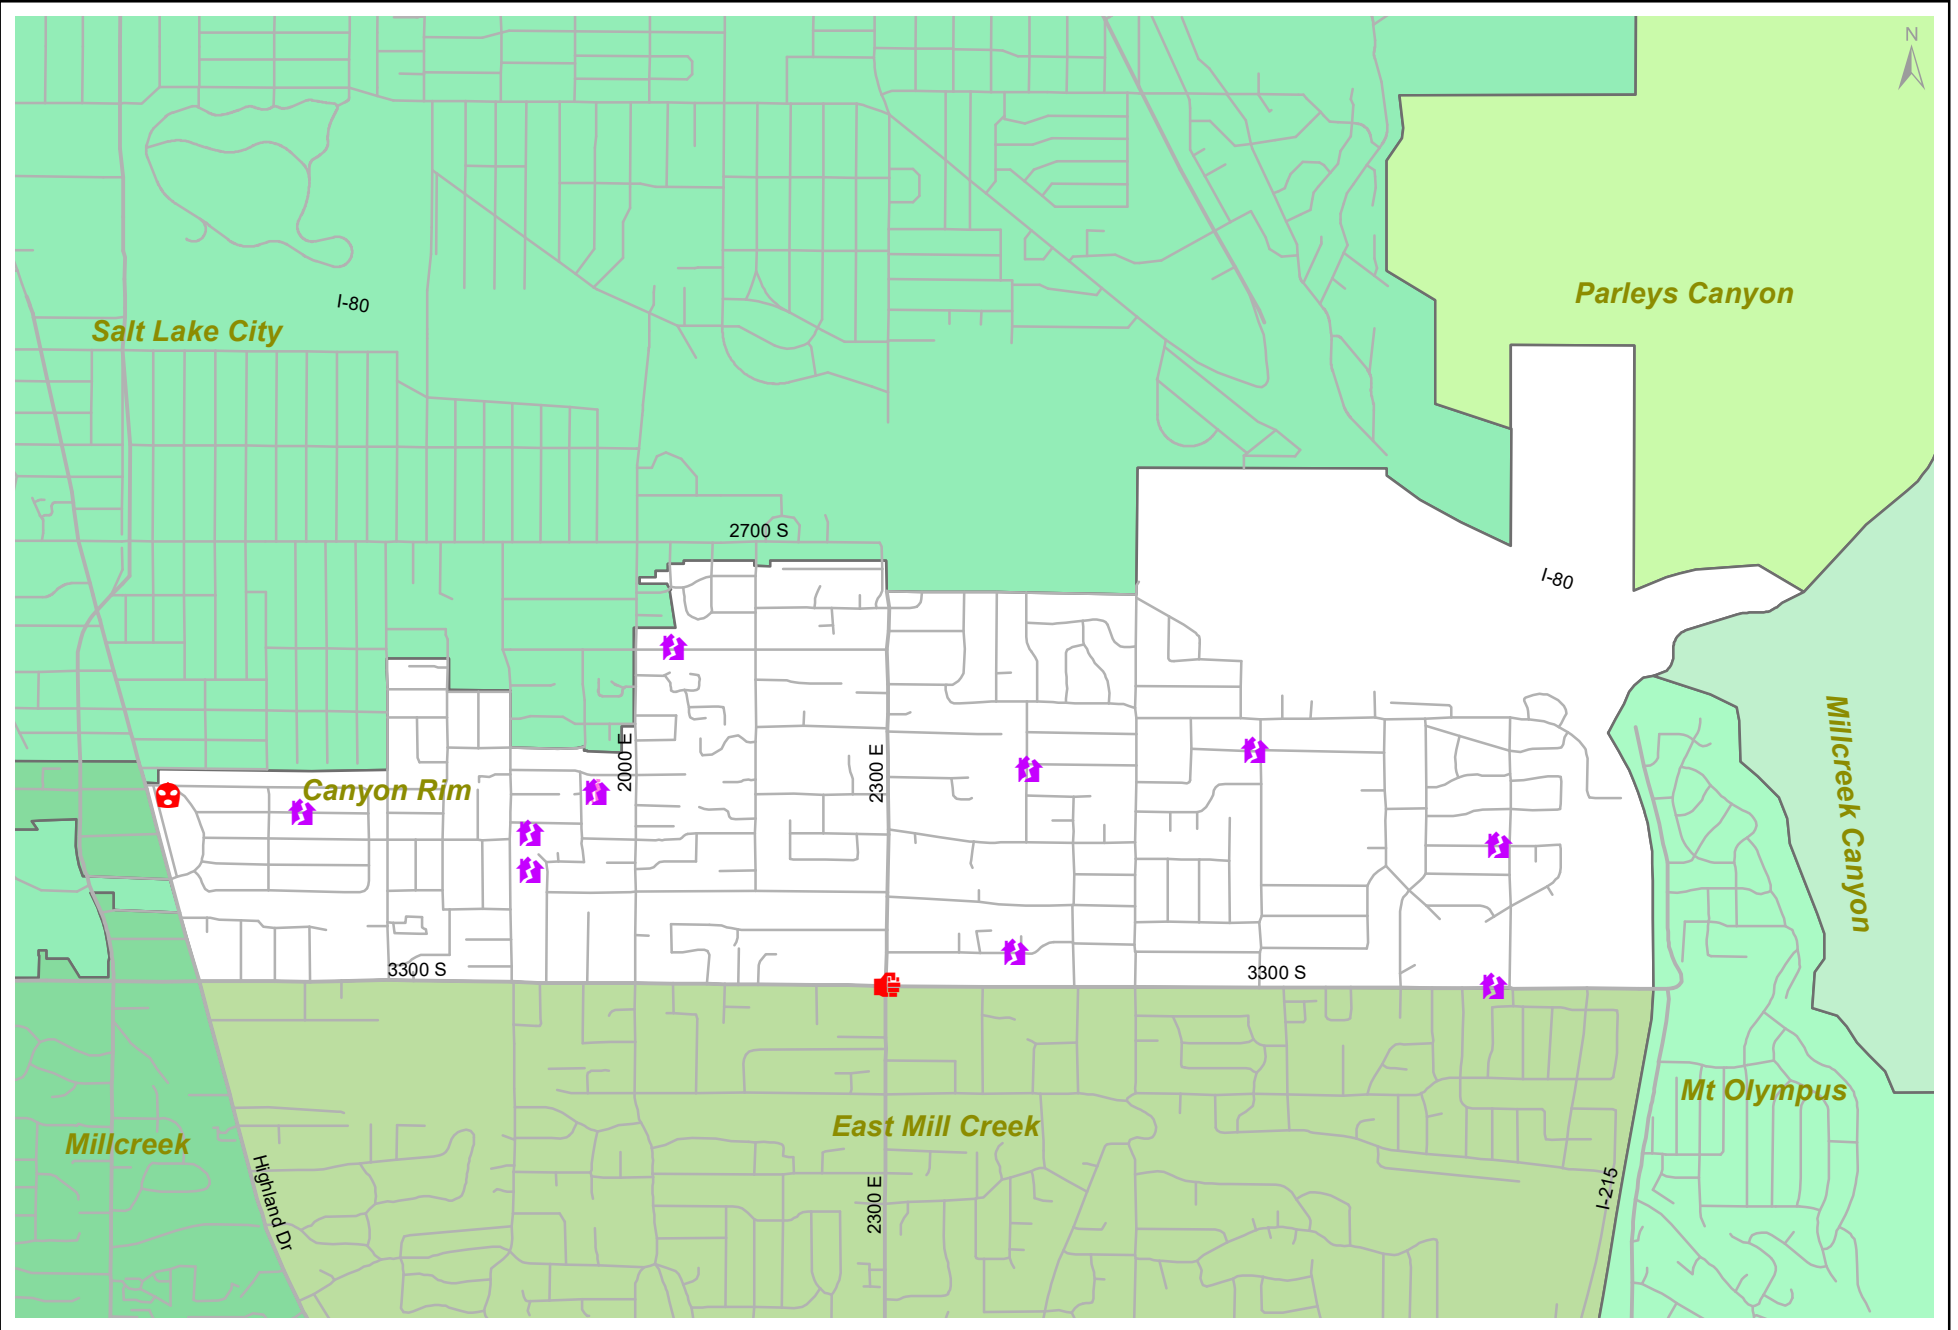 N
Parleys Canyon
I-80
Salt Lake City
2700 S
I-80
Millcreek Canyon
2000 E
2300 E
Canyon Rim
3300 S
3300 S
Mt Olympus
East Mill Creek
Millcreek
Highland Dr
2300 E
I-215